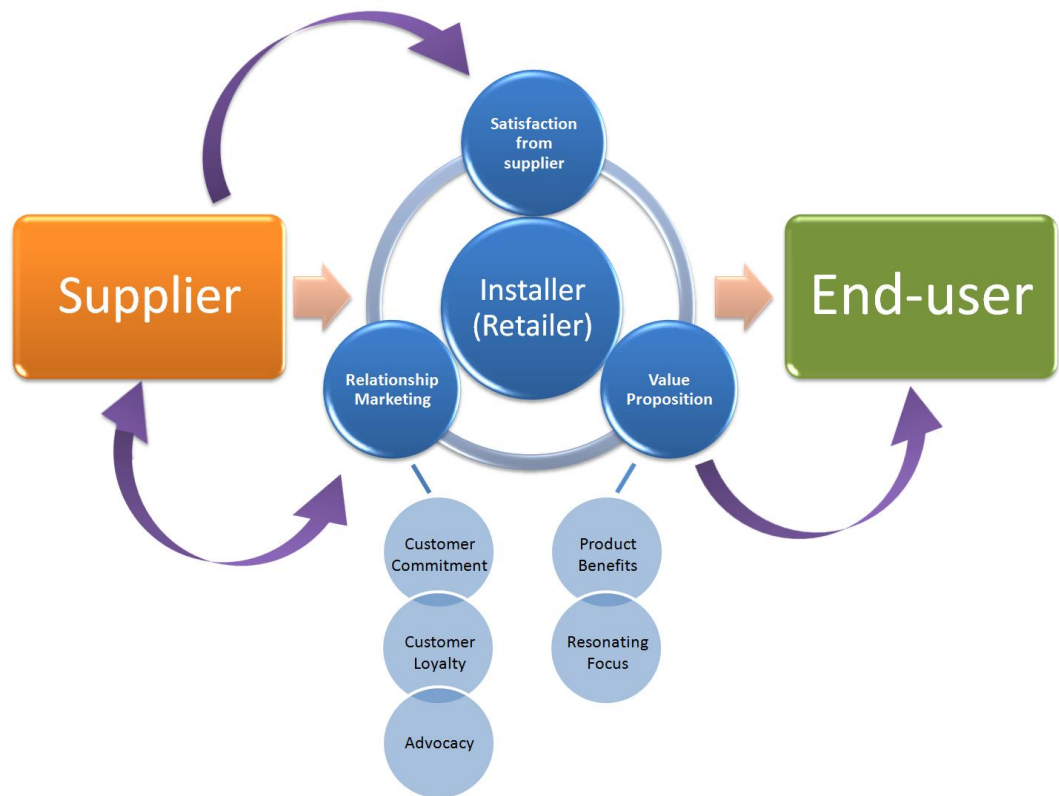 Satisfaction
from
supplier
Supplier
Installer
(Retailer)
End-user
Relationship
Marketing
Value
Proposition
Customer
Commitment
Customer
Loyalty
Advocacy
Product
Benefits
Resonating
Focus